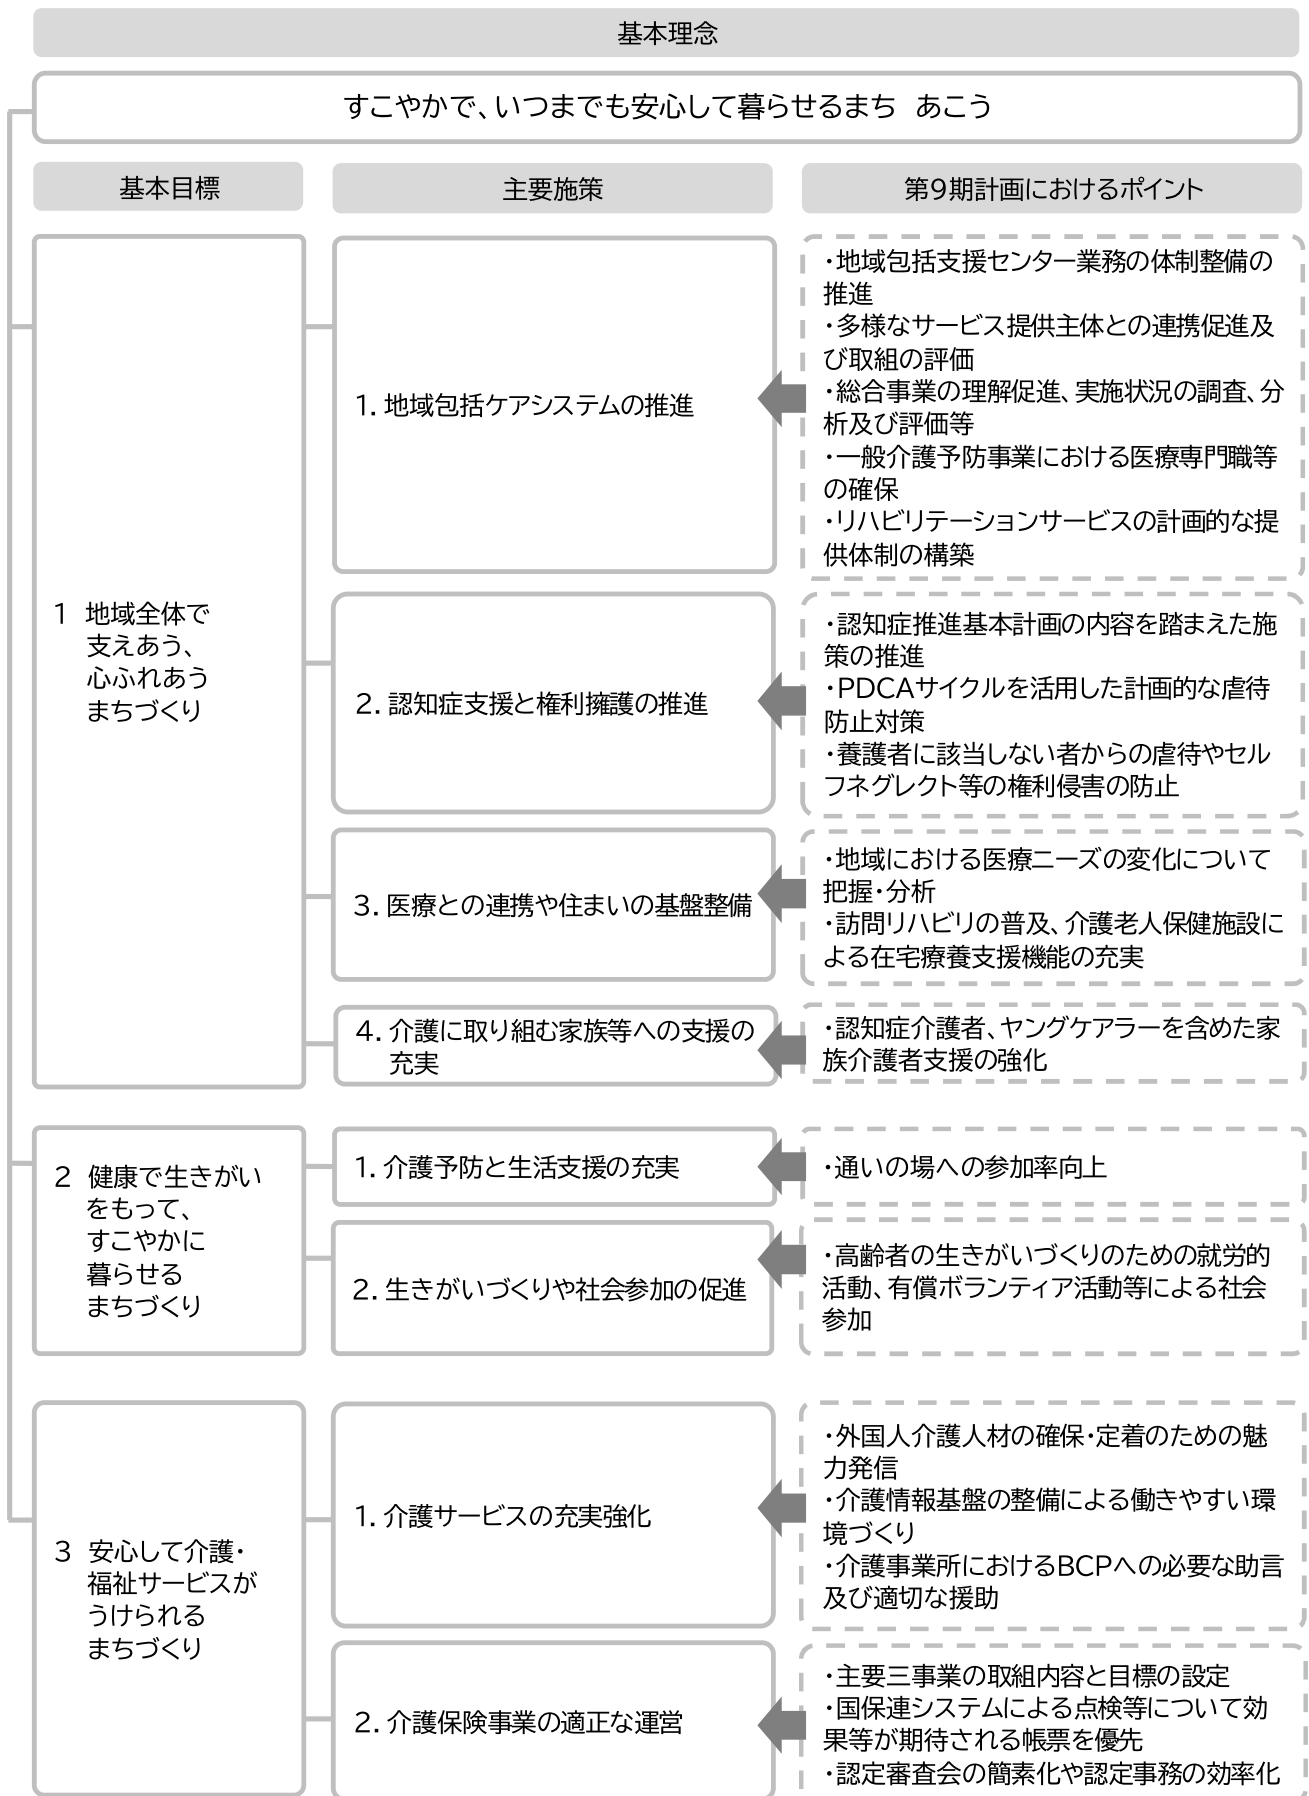 基本理念
すこやかで、いつまでも安心して暮らせるまち　あこう
基本目標
主要施策
第９期計画におけるポイント
１　地域全体で
支えあう、
心ふれあう
まちづくり
１．地域包括ケアシステムの推進
・地域包括支援センター業務の体制整備の
推進
・多様なサービス提供主体との連携促進及
び取組の評価
・総合事業の理解促進、実施状況の調査、分
析及び評価等
・一般介護予防事業における医療専門職等
の確保
・リハビリテーションサービスの計画的な提
供体制の構築
２．認知症支援と権利擁護の推進
・認知症推進基本計画の内容を踏まえた施
策の推進
・PDCAサイクルを活用した計画的な虐待
防止対策
・養護者に該当しない者からの虐待やセル
フネグレクト等の権利侵害の防止
３．医療との連携や住まいの基盤整備
・地域における医療ニーズの変化について
把握・分析
・訪問リハビリの普及、介護老人保健施設に
よる在宅療養支援機能の充実
４．介護に取り組む家族等への支援の
充実
・認知症介護者、ヤングケアラーを含めた家
族介護者支援の強化
２　健康で生きがい
をもって、
すこやかに
暮らせる
まちづくり
１．介護予防と生活支援の充実
・通いの場への参加率向上
２．生きがいづくりや社会参加の促進
・高齢者の生きがいづくりのための就労的
活動、有償ボランティア活動等による社会
参加
３　安心して介護・
福祉サービスが
うけられる
まちづくり
１．介護サービスの充実強化
・外国人介護人材の確保・定着のための魅
力発信
・介護情報基盤の整備による働きやすい環
境づくり
・介護事業所におけるBCPへの必要な助言
及び適切な援助
２．介護保険事業の適正な運営
・主要三事業の取組内容と目標の設定
・国保連システムによる点検等について効
果等が期待される帳票を優先
・認定審査会の簡素化や認定事務の効率化